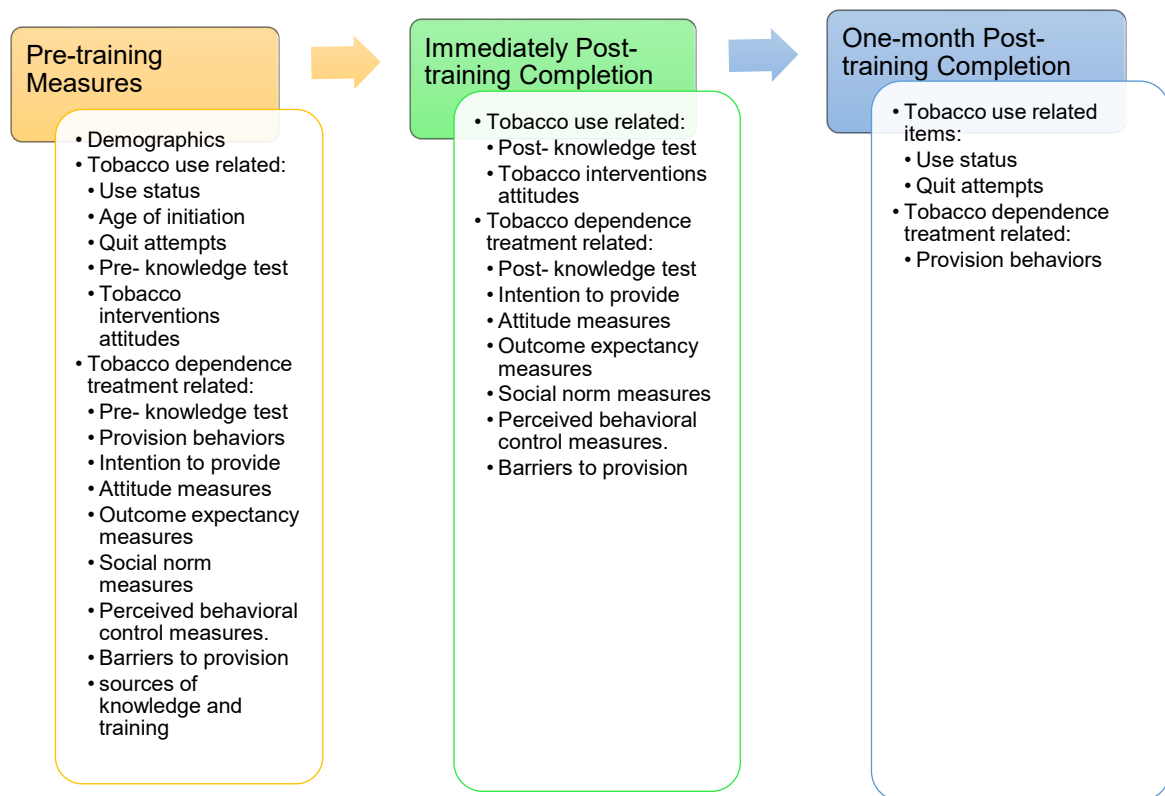 Pre-training
Measures
• Demographics
• Tobacco use related:
• Use status
• Age of initiation
• Quit attempts
• Pre- knowledge test
• Tobacco
interventions
attitudes
• Tobacco dependence
treatment related:
• Pre- knowledge test
• Provision behaviors
• Intention to provide
• Attitude measures
• Outcome expectancy
measures
• Social norm
measures
• Perceived behavioral
control measures.
• Barriers to provision
• sources of
knowledge and
training
Immediately Post-
training Completion
• Tobacco use related:
• Post- knowledge test
• Tobacco interventions
attitudes
• Tobacco dependence
treatment related:
• Post- knowledge test
• Intention to provide
• Attitude measures
• Outcome expectancy
measures
• Social norm measures
• Perceived behavioral
control measures.
• Barriers to provision
One-month Post-
training Completion
• Tobacco use related
items:
• Use status
• Quit attempts
• Tobacco dependence
treatment related:
• Provision behaviors